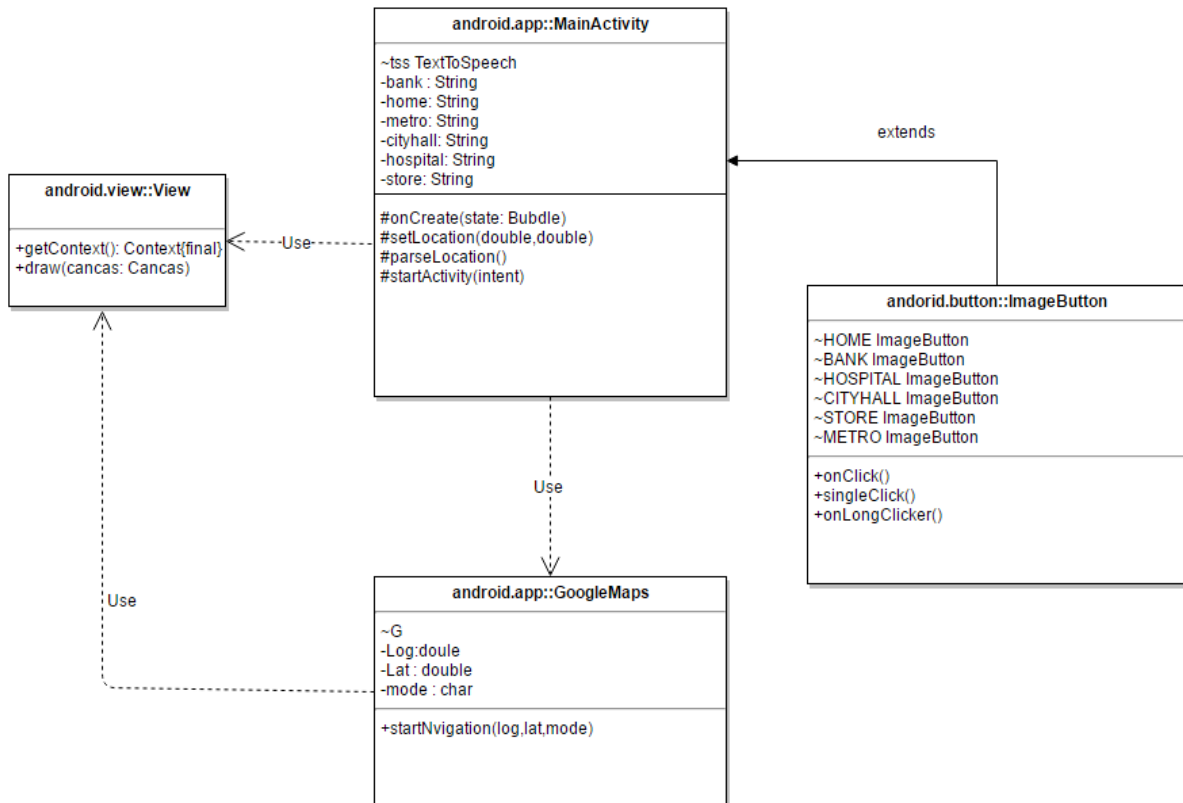 android.app::MainActivity
~tss TextToSpeech
-bank : String
-home: String
-metro: String
-cityhall: String
-hospital: String
-store: String
#onCreate(state: Bubdle)
#setLocation(double,double)
#parseLocation()
#startActivity(intent)
extends
android.view::View
+getContext(): Context{final}
+draw(cancas: Cancas)
Use
andorid.button::ImageButton
~HOME ImageButton
~BANK ImageButton
~HOSPITAL ImageButton
~CITYHALL ImageButton
~STORE ImageButton
~METRO ImageButton
+onClick()
+singleClick()
+onLongClicker()
Use
Use
android.app::GoogleMaps
~G
-Log:doule
-Lat : double
-mode : char
+startNvigation(log,lat,mode)